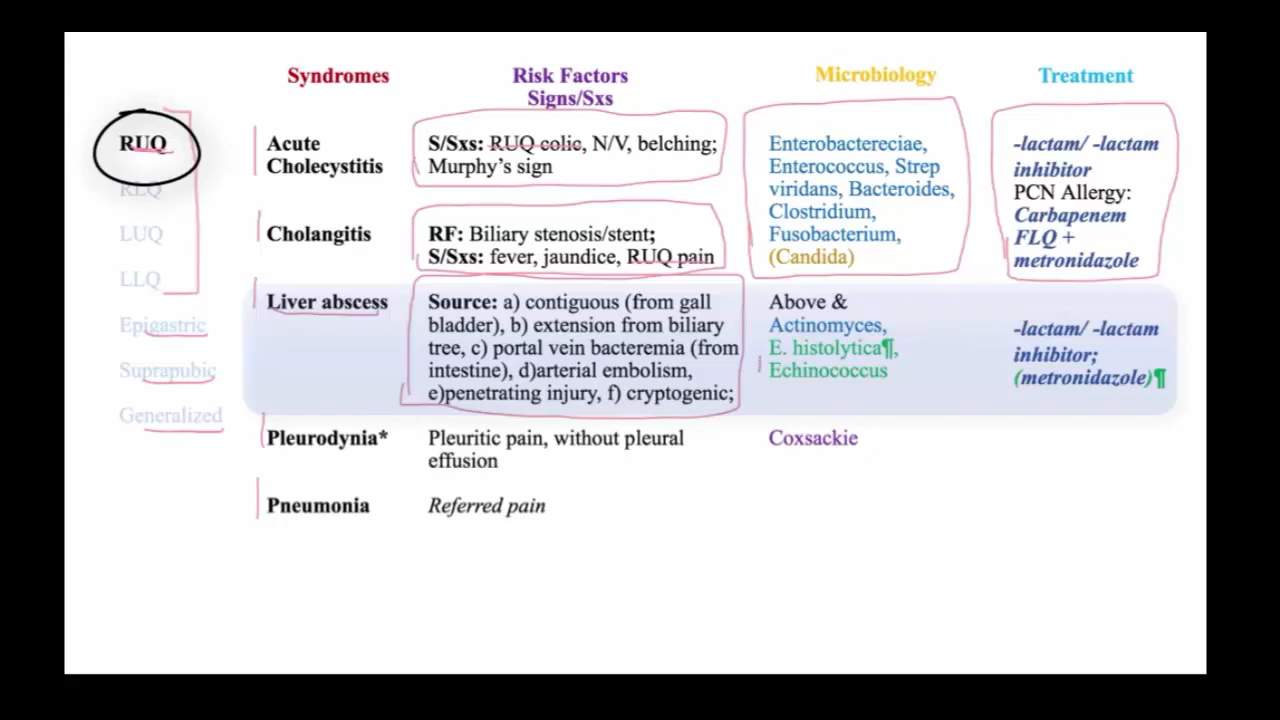 Syndromes
Risk Factors
Signs/Sxs
Microbiology
Treatment
RUQ
RLQ
LUQ
LLQ
Epigastric
Suprapubic
Generalized
Acute
Cholecystitis
S/Sxs: RUQ colic, N/V, belching;
Murphy's sign
Enterobactereciae,
Enterococcus, Strep
viridans, Bacteroides,
Clostridium,
Fusobacterium,
(Candida)
-lactam/ -lactam
inhibitor
PCN Allergy:
Carbapenem
FLQ +
metronidazole
Cholangitis
RF: Biliary stenosis/stent;
S/Sxs: fever, jaundice, RUQ pain
Liver abscess
Source: a) contiguous (from gall
bladder), b) extension from biliary
tree, c) portal vein bacteremia (from
intestine), d)arterial embolism,
e)penetrating injury, f) cryptogenic;
Above &
Actinomyces,
E. histolytica¶,
Echinococcus
-lactam/ -lactam
inhibitor;
(metronidazole)¶
Pleurodynia*
Pleuritic pain, without pleural
effusion
Coxsackie
Pneumonia
Referred pain